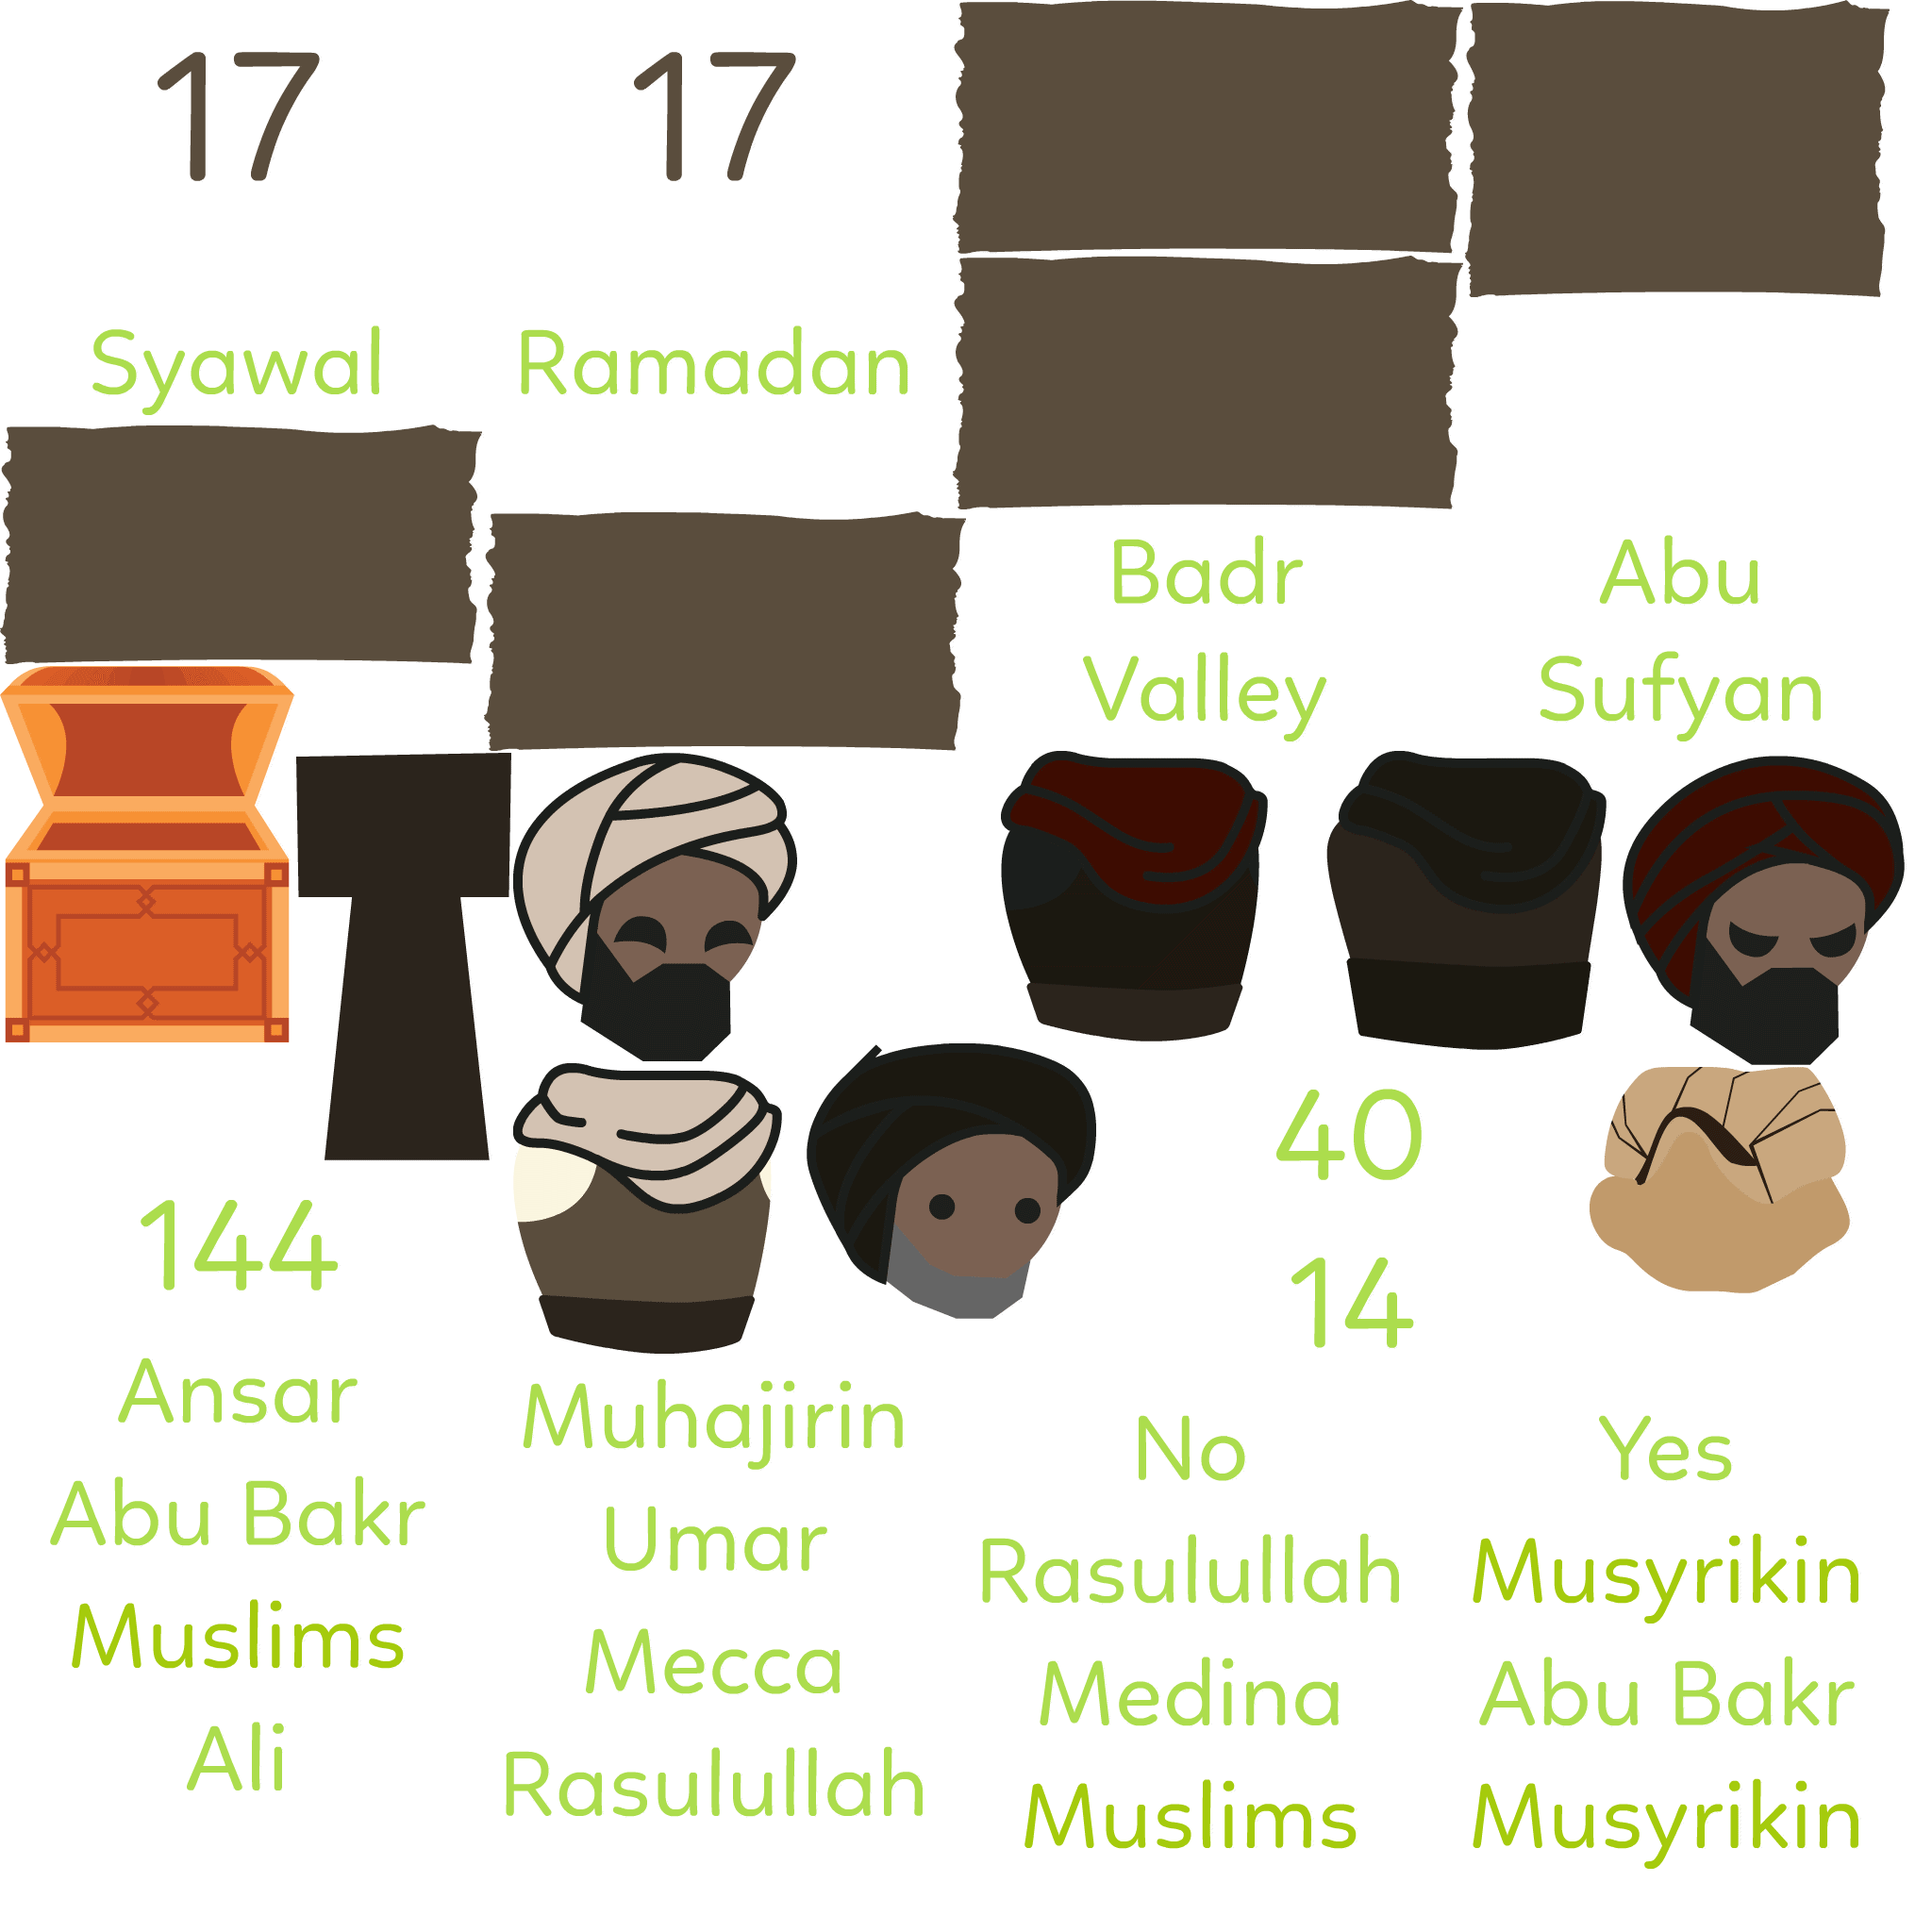 17
17
Syawal
Ramadan
Badr
Valley
Abu
Sufyan
144
40
14
Ansar
Abu Bakr
Muslims
Ali
Muhajirin
Umar
Mecca
Rasulullah
No
Rasulullah
Medina
Muslims
Yes
Musyrikin
Abu Bakr
Musyrikin